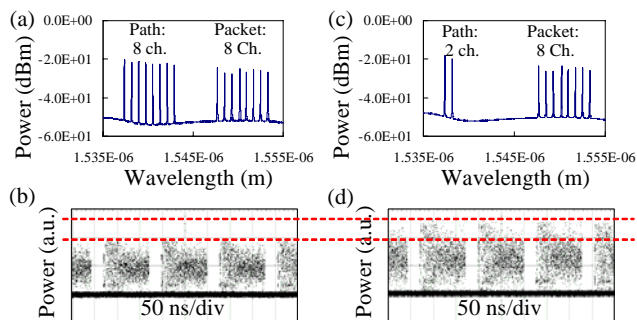 (a)
Power (dBm)
0.0E+00
-2.0E+01
-4.0E+01
-6.0E+01
Path:
8 ch.
Packet:
8 Ch.
1.535E-06
1.545E-06
1.555E-06
Wavelength (m)
(c)
Power (dBm)
0.0E+00
-2.0E+01
-4.0E+01
-6.0E+01
Path:
2 ch.
Packet:
8 Ch.
1.535E-06
1.545E-06
1.555E-06
Wavelength (m)
(b)
Power (a.u.)
50 ns/div
(d)
Power (a.u.)
50 ns/div